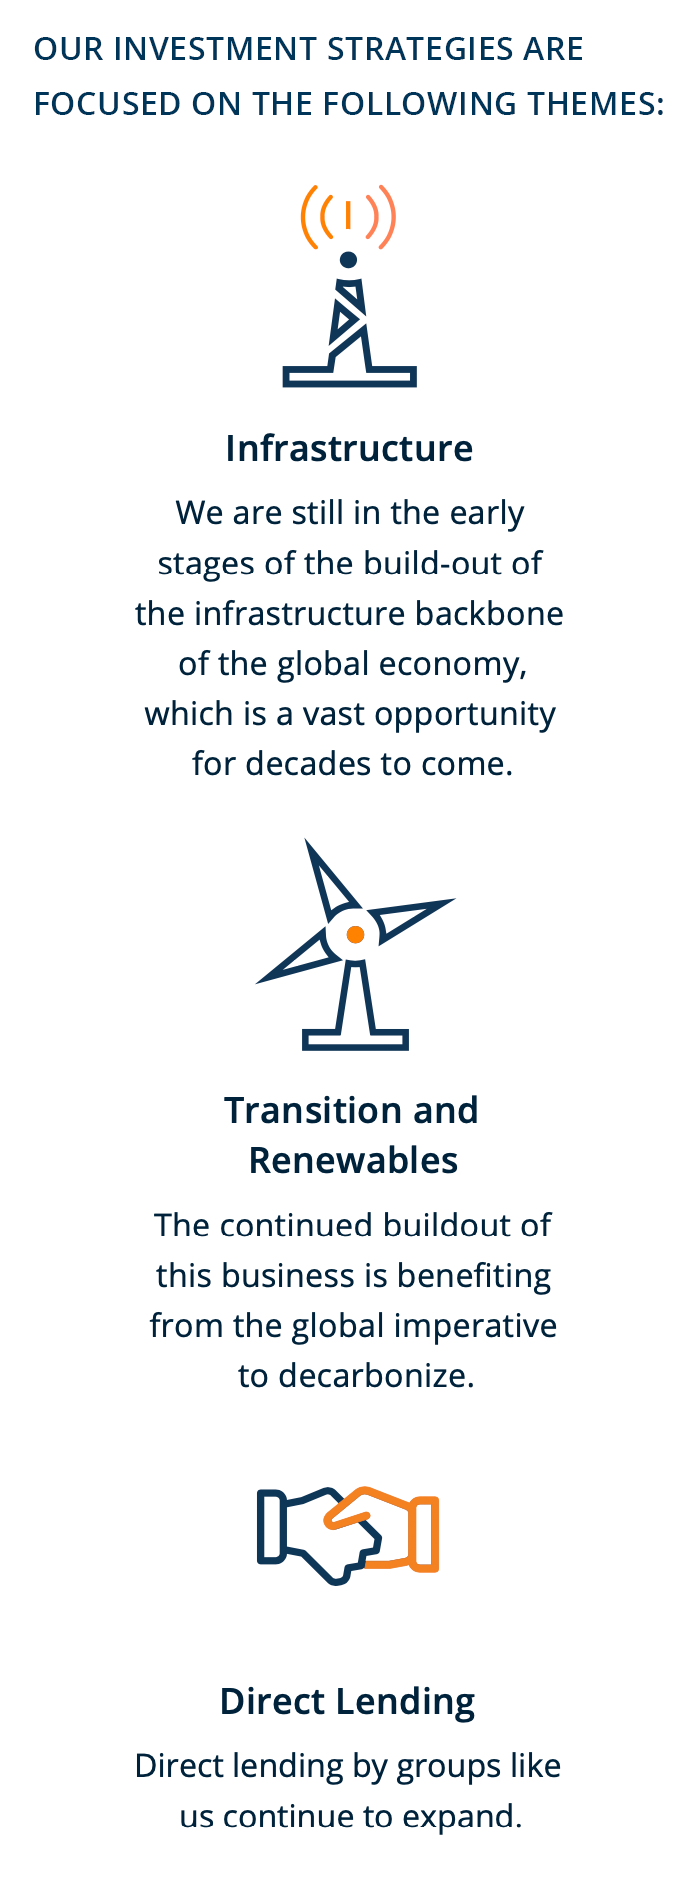 OUR INVESTMENT STRATEGIES ARE
FOCUSED ON THE FOLLOWING THEMES:
Infrastructure
We are still in the early
stages of the build-out of
the infrastructure backbone
of the global economy,
which is a vast opportunity
for decades to come.
Transition and
Renewables
The continued buildout of
this business is benefiting
from the global imperative
to decarbonize.
Direct Lending
Direct lending by groups like
us continue to expand.